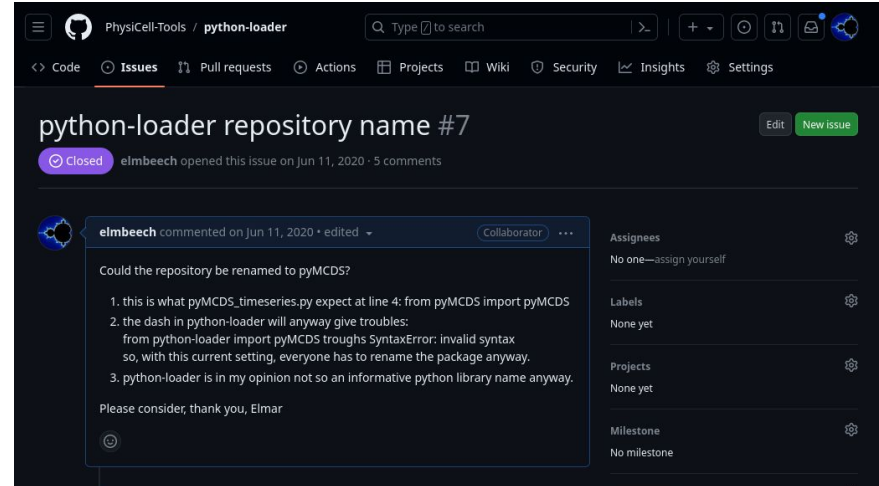 PhysiCell-Tools / python-loader
Type / to search
Code Issues Pull requests Actions Projects Wiki Security Insights Settings
python-loader repository name #7
Edit New issue
Closed elmbeech opened this issue on Jun 11, 2020 · 5 comments
elmbeech commented on Jun 11, 2020 • edited Collaborator ...
Could the repository be renamed to pyMCDS?
1. this is what pyMCDS_timeseries.py expect at line 4: from pyMCDS import pyMCDS
2. the dash in python-loader will anyway give troubles:
from python-loader import pyMCDS troughs SyntaxError: invalid syntax
so, with this current setting, everyone has to rename the package anyway.
3. python-loader is in my opinion not so an informative python library name anyway.
Please consider, thank you, Elmar
Assignees
No one—assign yourself
Labels
None yet
Projects
None yet
Milestone
No milestone